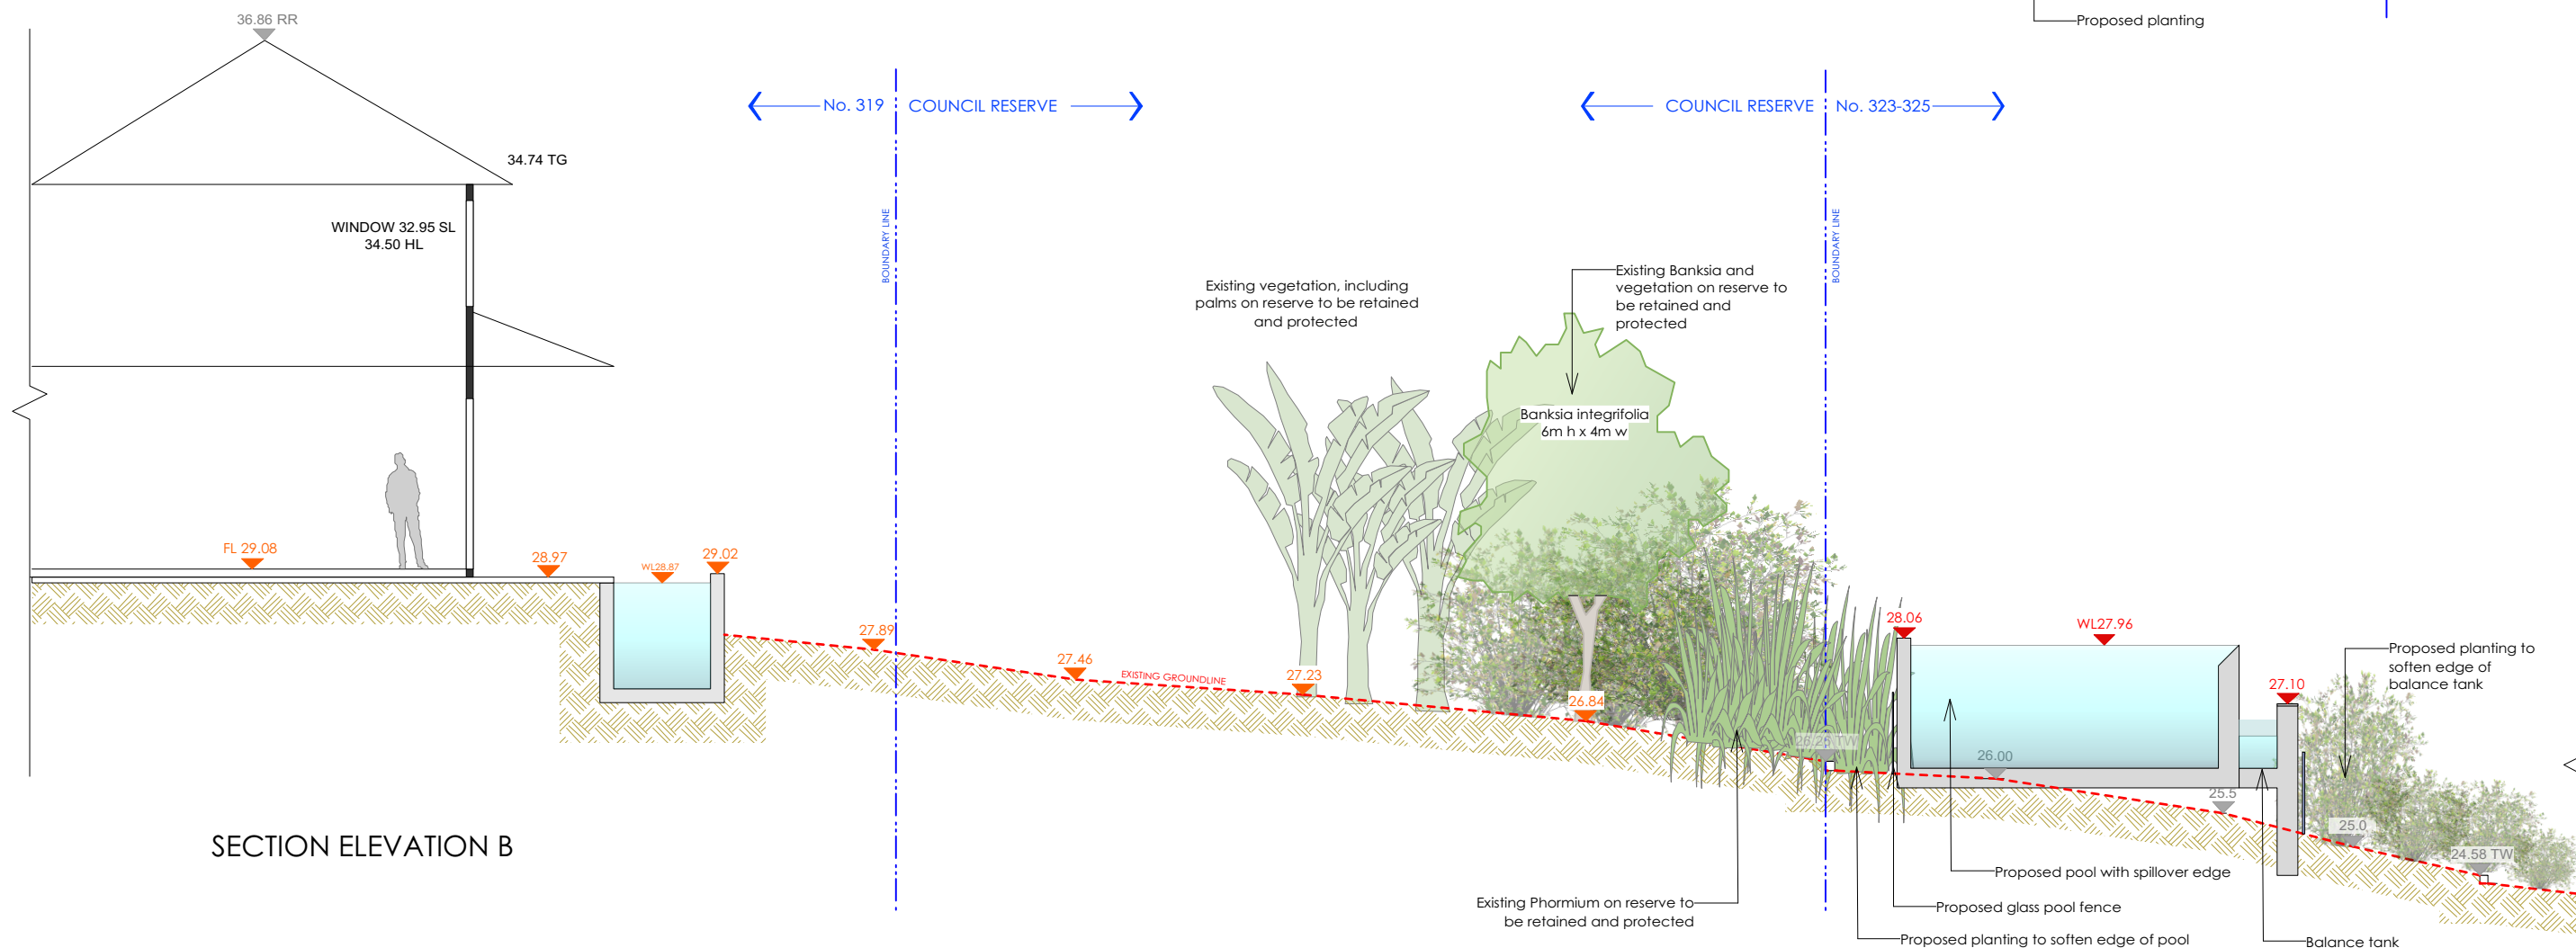 36.86 RR
Proposed planting
No. 319
COUNCIL RESERVE
COUNCIL RESERVE
No. 323-325
34.74 TG
WINDOW 32.95 SL
34.50 HL
BOUNDARY LINE
BOUNDARY LINE
Existing vegetation, including
palms on reserve to be retained
and protected
Existing Banksia and
vegetation on reserve to
be retained and
protected
Banksia integrifolia
6m h x 4m w
FL 29.08
28.97
WL28.87
29.02
27.89
27.46
EXISTING GROUNDLINE
27.23
26.84
28.06
WL27.96
27.10
Proposed planting to
soften edge of
balance tank
26.00
25.5
25.0
24.58 TW
SECTION ELEVATION B
Proposed pool with spillover edge
Existing Phormium on reserve to
be retained and protected
Proposed glass pool fence
Proposed planting to soften edge of pool
Balance tank